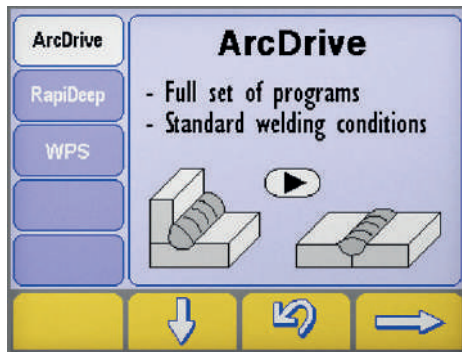 ArcDrive
RapiDeep
WPS
ArcDrive
- Full set of programs
- Standard welding conditions